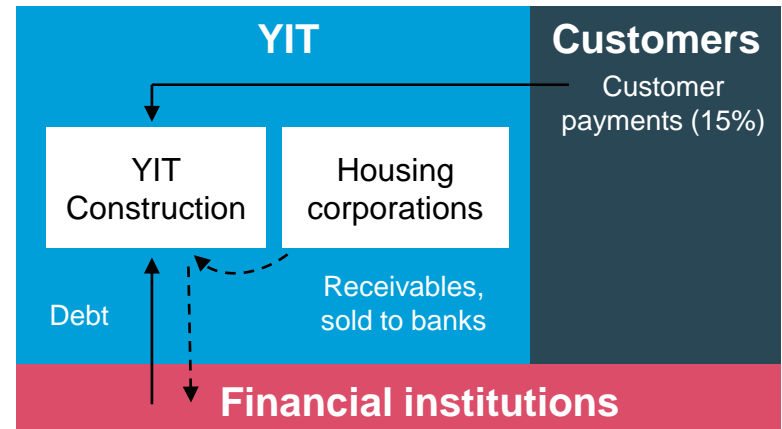 YIT
Customers
Customer
payments (15%)
YIT
Construction
Housing
corporations
Debt
Receivables,
sold to banks
Financial institutions